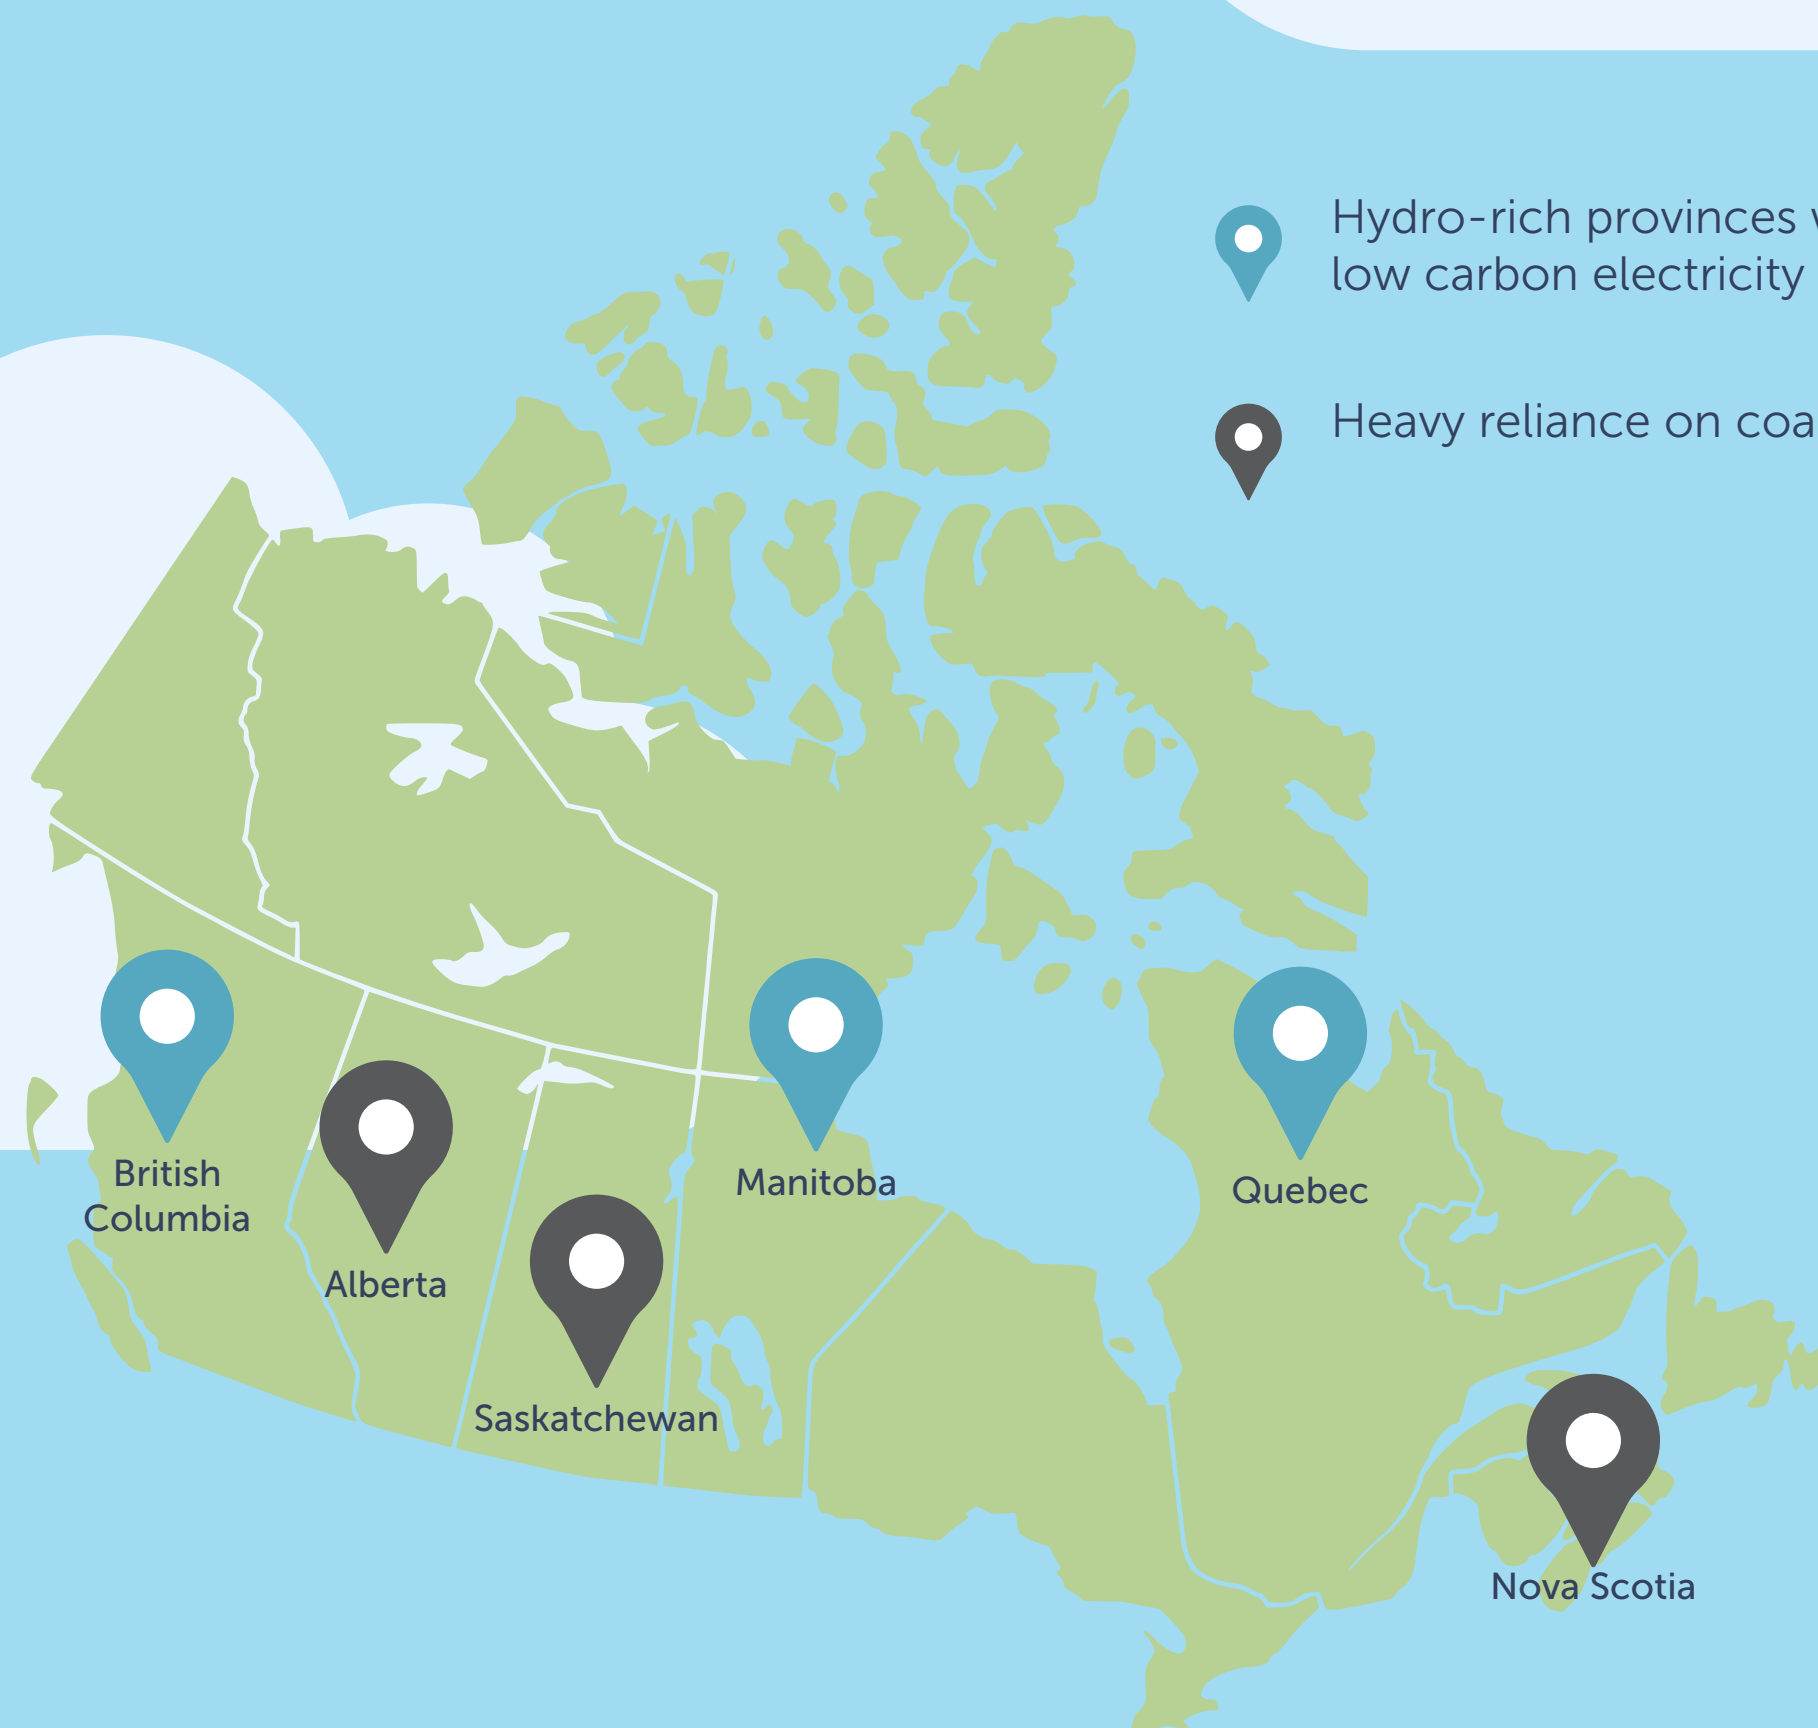 Hydro-rich provinces
low carbon electricity
Heavy reliance on
British
Columbia
Alberta
Saskatchewan
Manitoba
Quebec
Nova Scotia